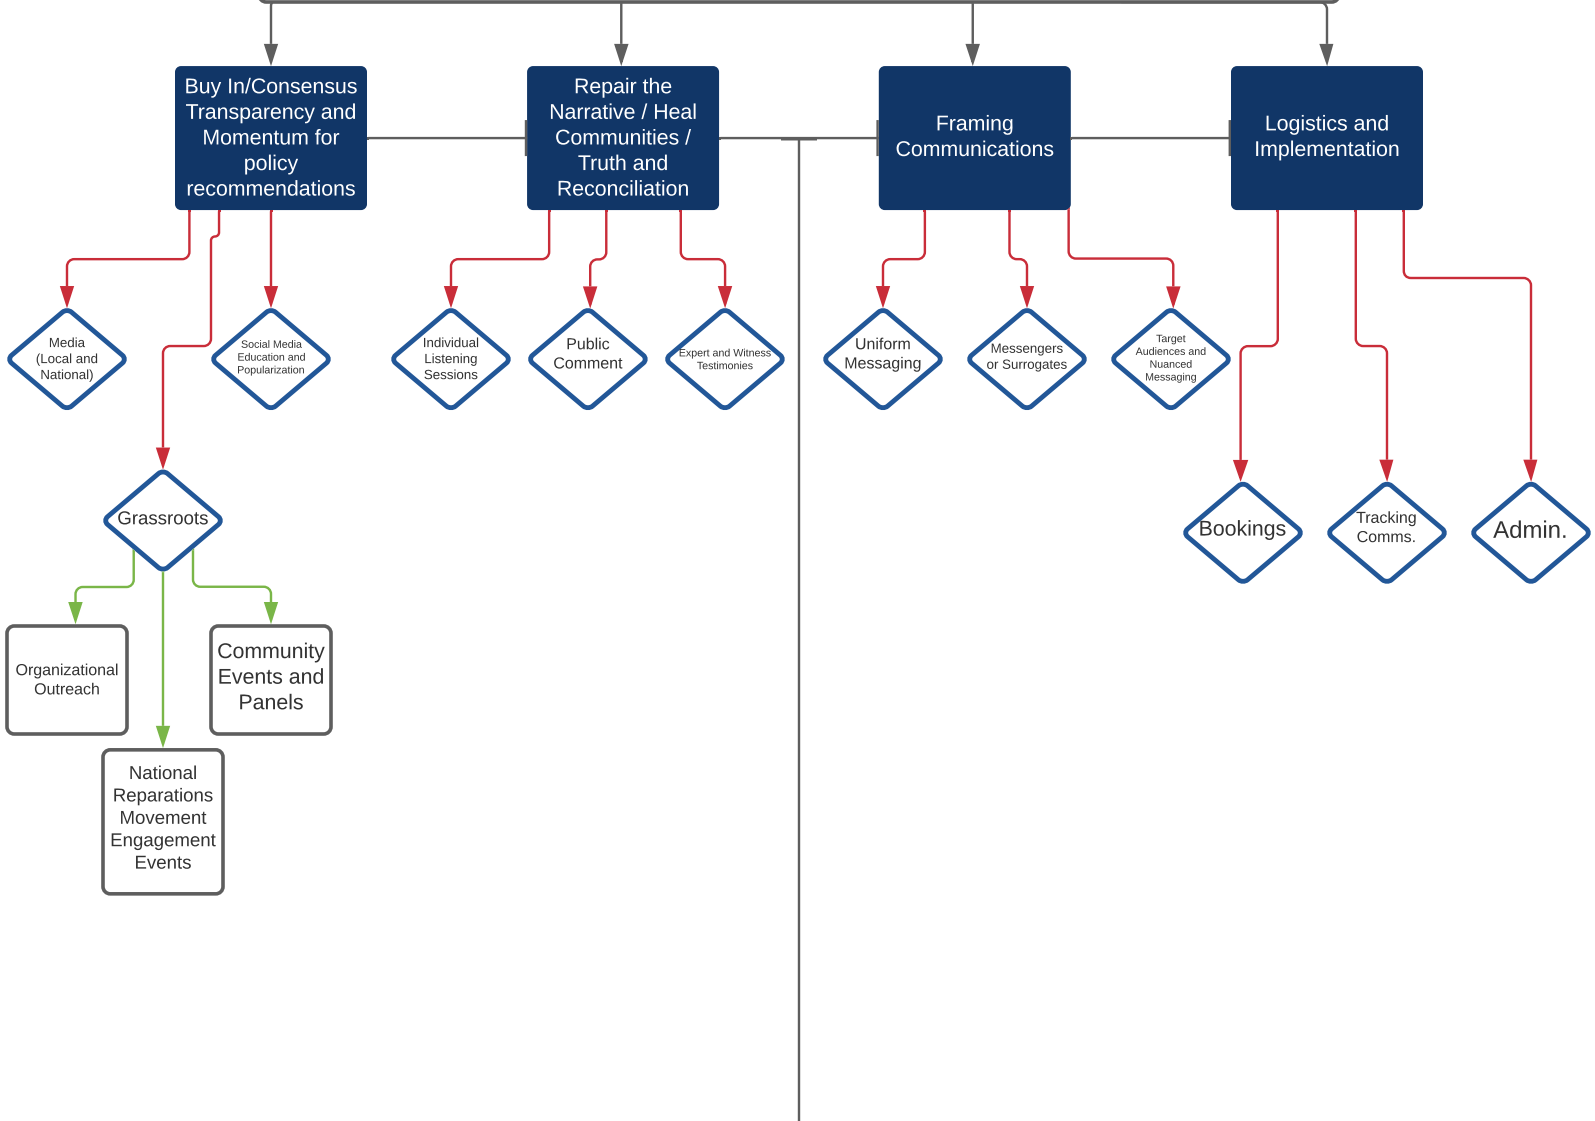 Buy In/Consensus
Transparency and
Momentum for
policy
recommendations
Repair the
Narrative / Heal
Communities /
Truth and
Reconciliation
Framing
Communications
Logistics and
Implementation
Media
(Local and
National)
Social Media
Education and
Popularization
Individual
Listening
Sessions
Public
Comment
Expert and Witness
Testimonies
Uniform
Messaging
Messengers
or Surrogates
Target
Audiences and
Nuanced
Messaging
Grassroots
Bookings
Tracking
Comms.
Admin.
Organizational
Outreach
Community
Events and
Panels
National
Reparations
Movement
Engagement
Events